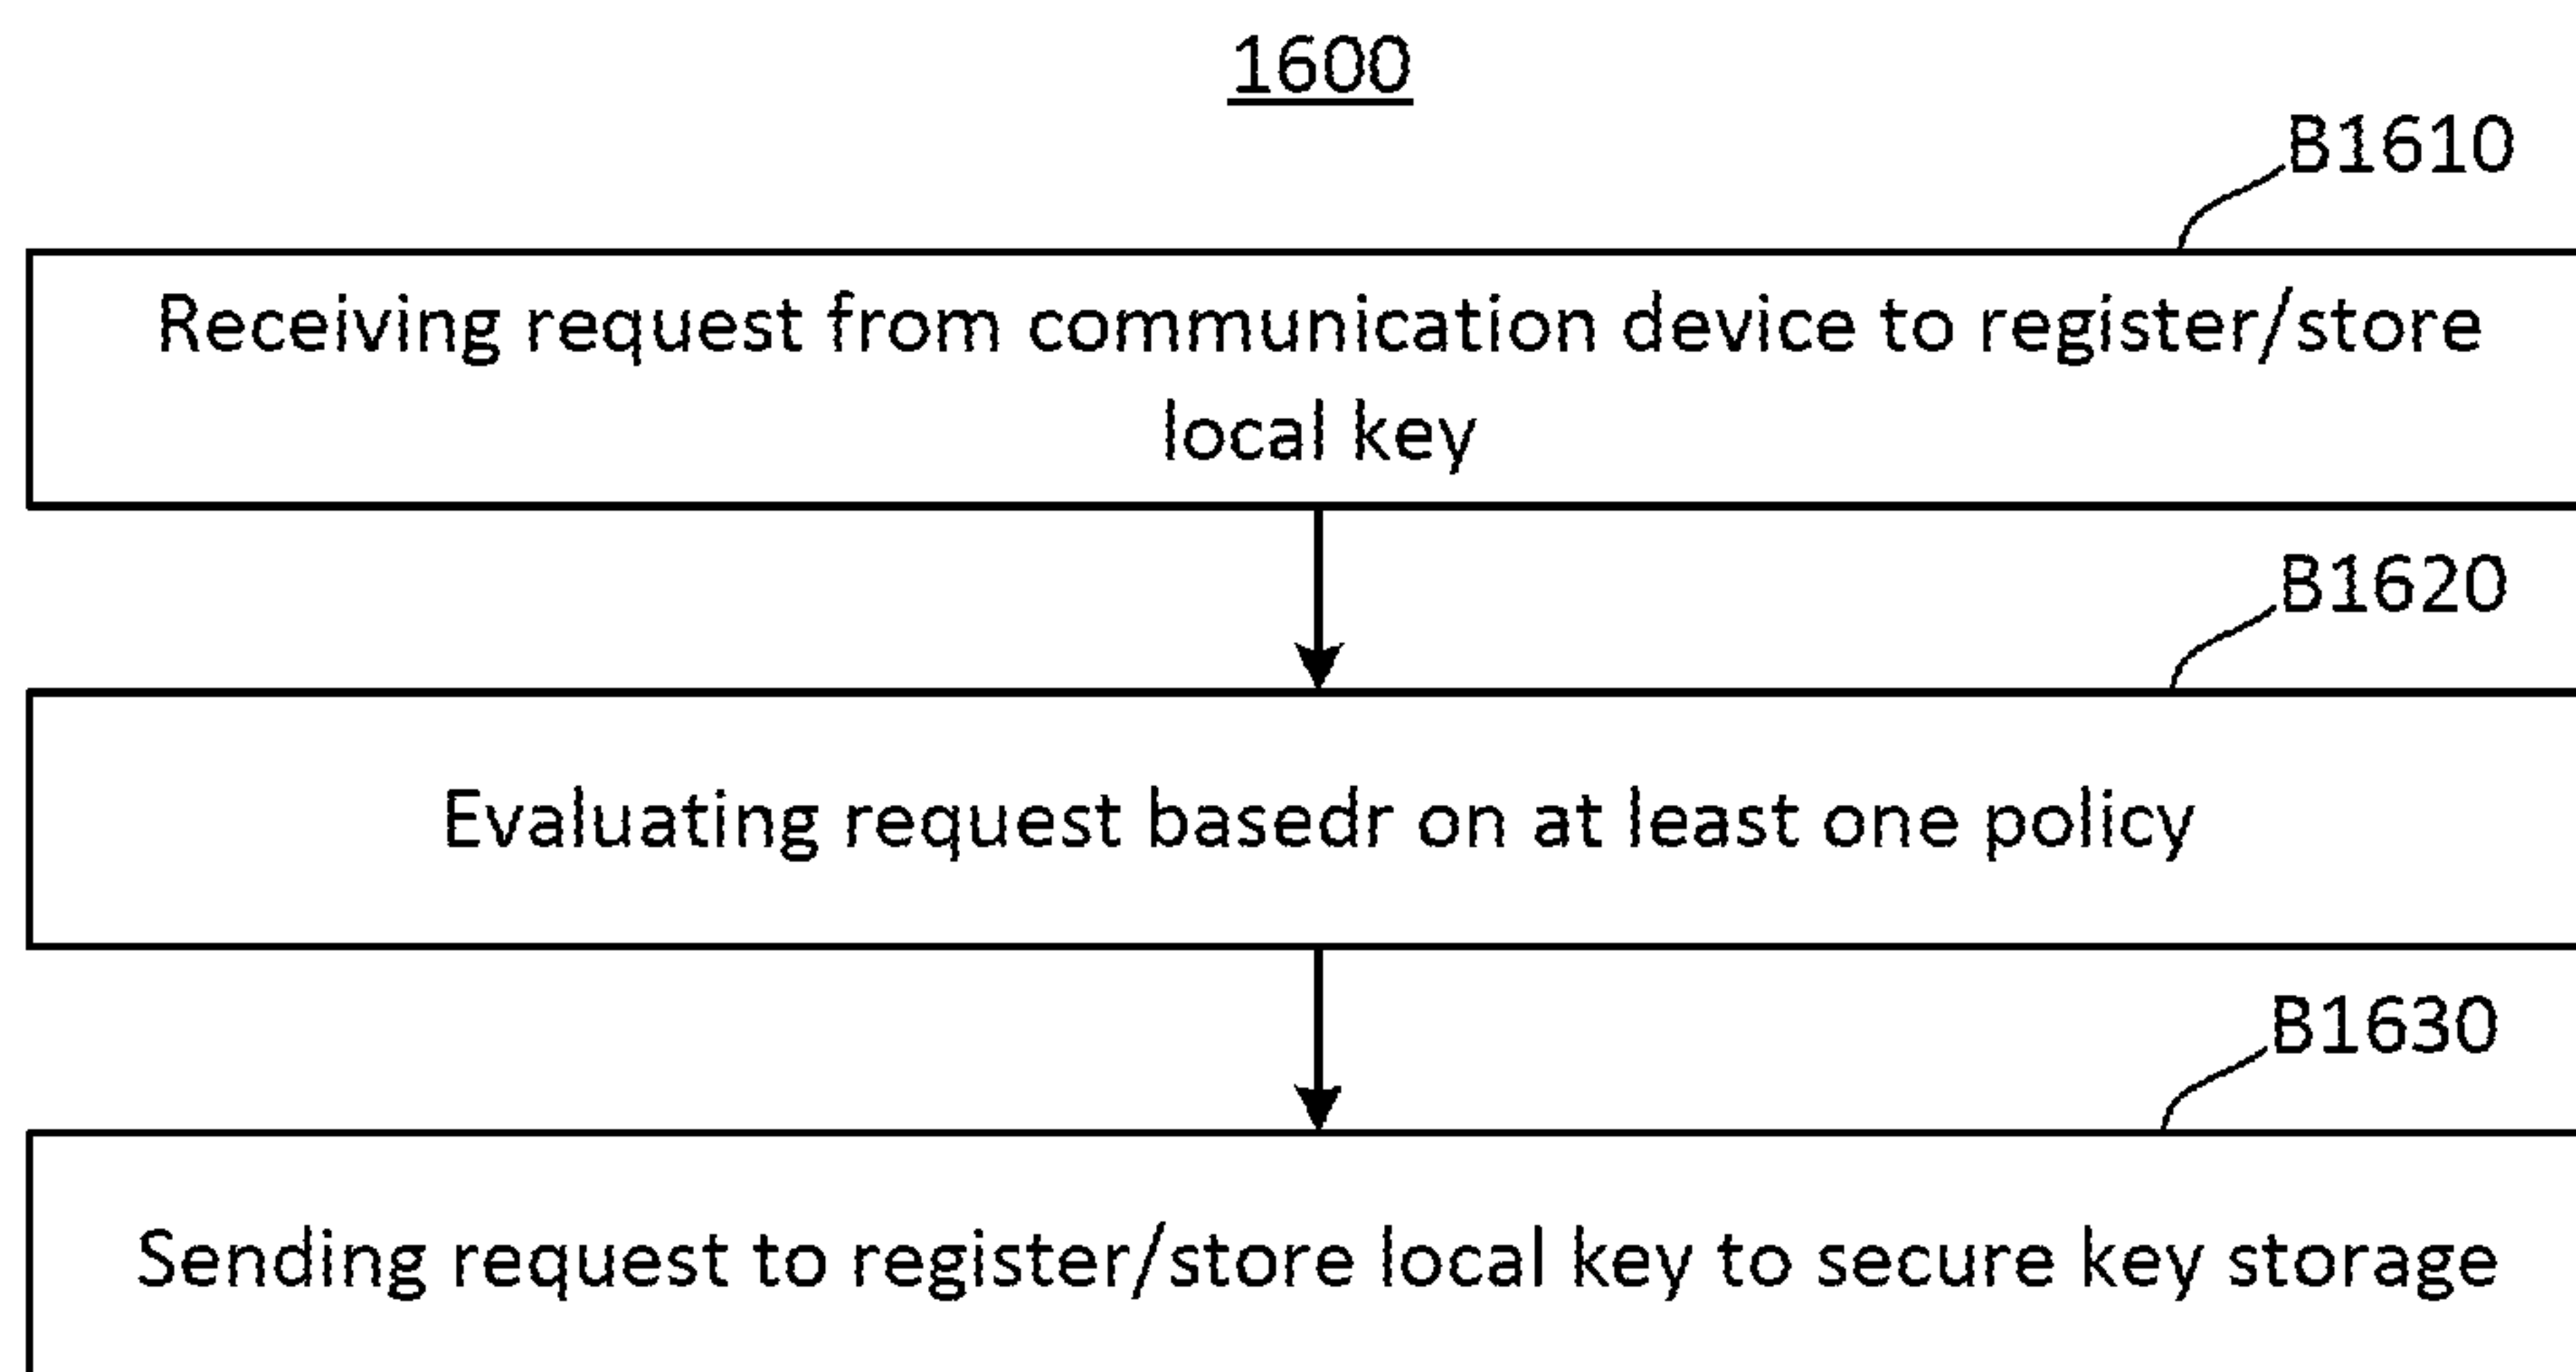 1600
B1610
Receiving request from communication device to register/store
local key
B1620
Evaluating request basedr on at least one policy
B1630
Sending request to register/store local key to secure key storage